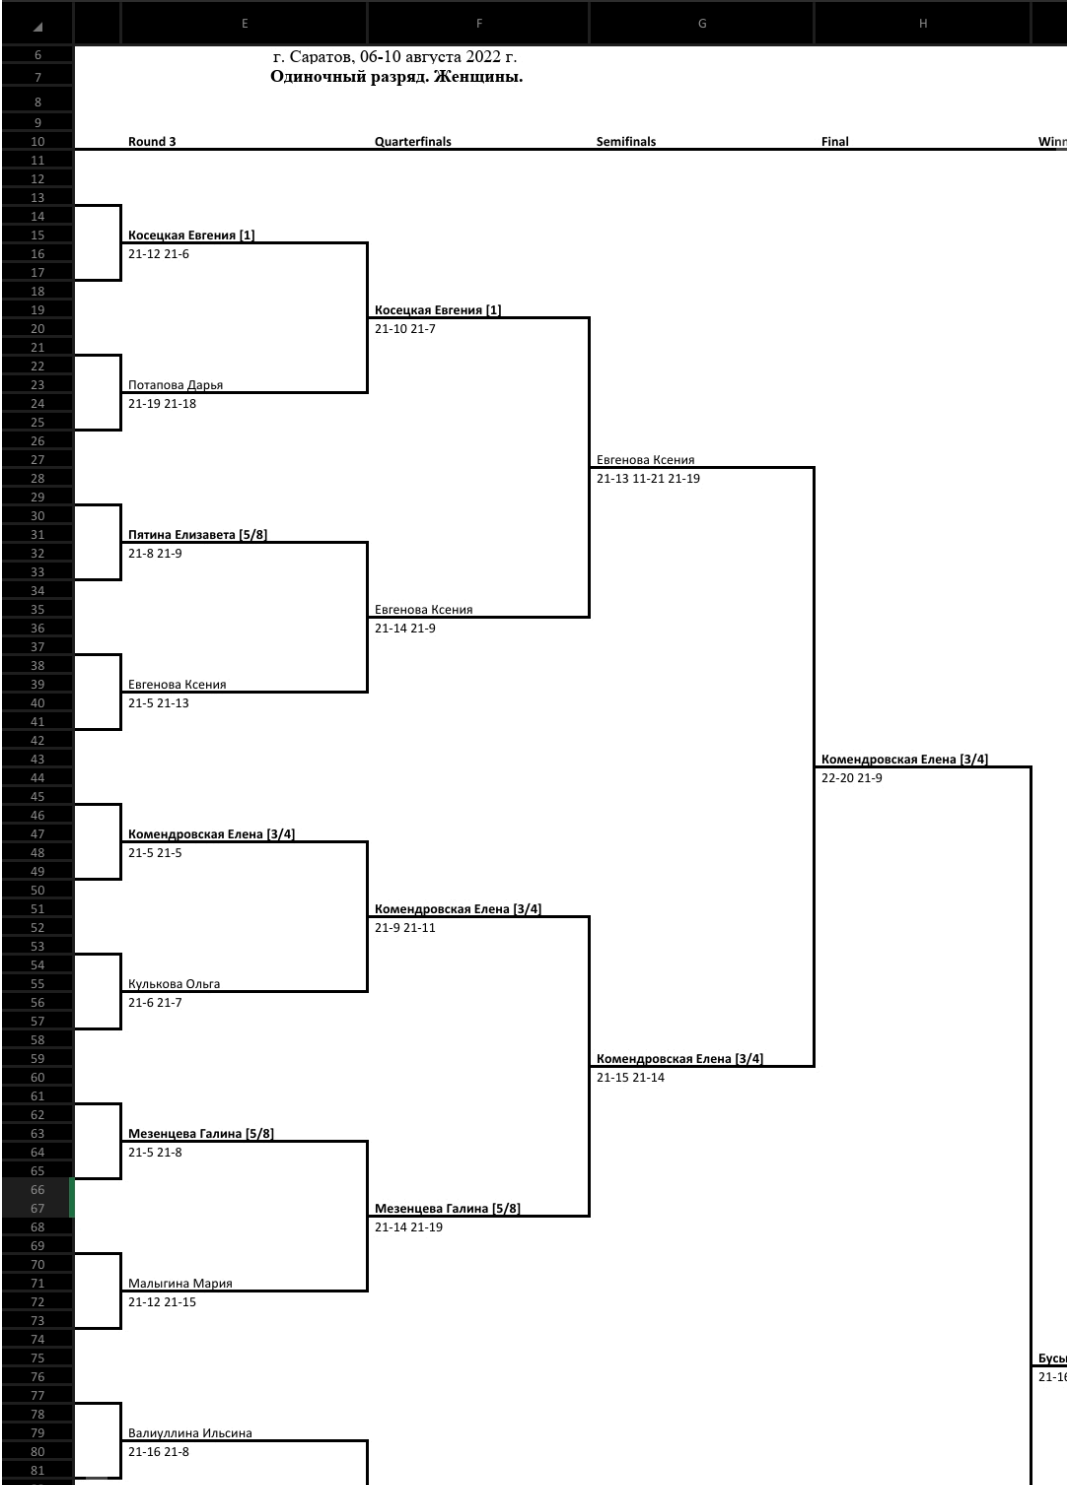 E F G H
6 г. Саратов, 06-10 августа 2022 г.
7 Одиночный разряд. Женщины.
8
9
10 Round 3 Quarterfinals Semifinals Final Winn
11
12
13
14
15 Косецкая Евгения [1]
16 21-12 21-6
17
18
19 Косецкая Евгения [1]
20 21-10 21-7
21
22
23 Потапова Дарья
24 21-19 21-18
25
26
27 Евгенова Ксения
28 21-13 11-21 21-19
29
30
31 Пятина Елизавета [5/8]
32 21-8 21-9
33
34
35 Евгенова Ксения
36 21-14 21-9
37
38
39 Евгенова Ксения
40 21-5 21-13
41
42
43 Комендровская Елена [3/4]
44 22-20 21-9
45
46
47 Комендровская Елена [3/4]
48 21-5 21-5
49
50
51 Комендровская Елена [3/4]
52 21-9 21-11
53
54
55 Кулькова Ольга
56 21-6 21-7
57
58
59 Комендровская Елена [3/4]
60 21-15 21-14
61
62
63 Мезенцева Галина [5/8]
64 21-5 21-8
65
66
67 Мезенцева Галина [5/8]
68 21-14 21-19
69
70
71 Малыгина Мария
72 21-12 21-15
73
74
75 Бусы
76 21-16
77
78
79 Валиуллина Ильсина
80 21-16 21-8
81